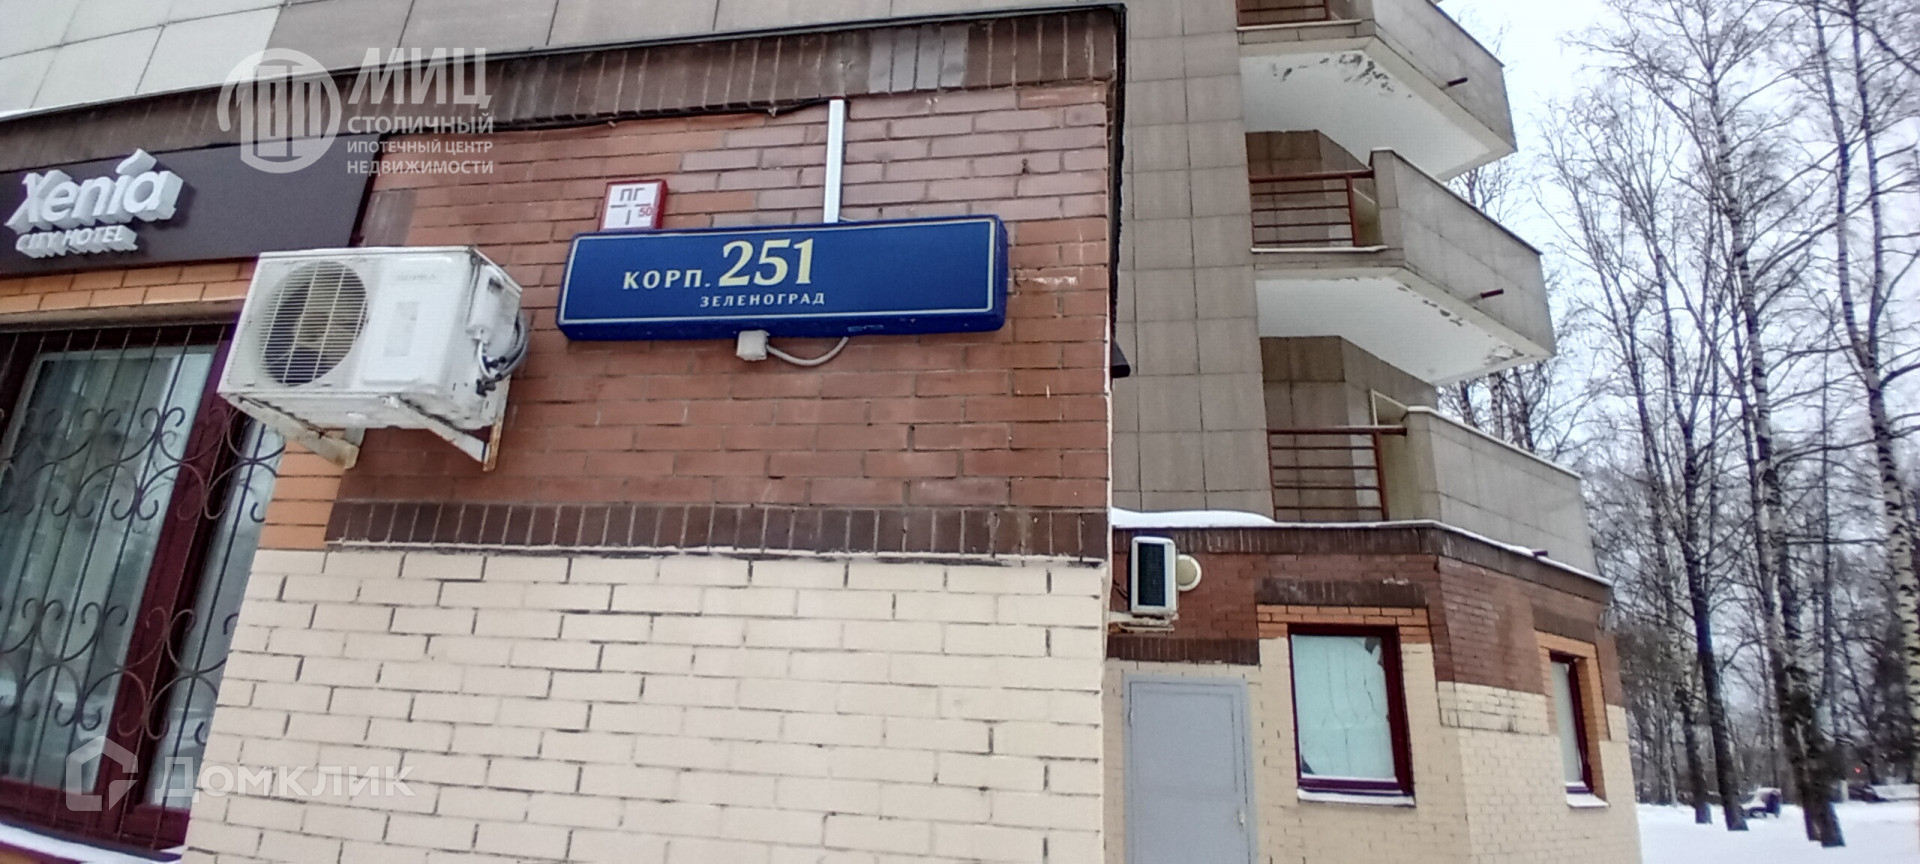 МИЦ
СТОЛИЧНЫЙ
ИПОТЕЧНЫЙ ЦЕНТР
НЕДВИЖИМОСТИ
Xenia
CITY HOTEL
ПГ
50
КОРП. 251
ЗЕЛЕНОГРАД
Домклик